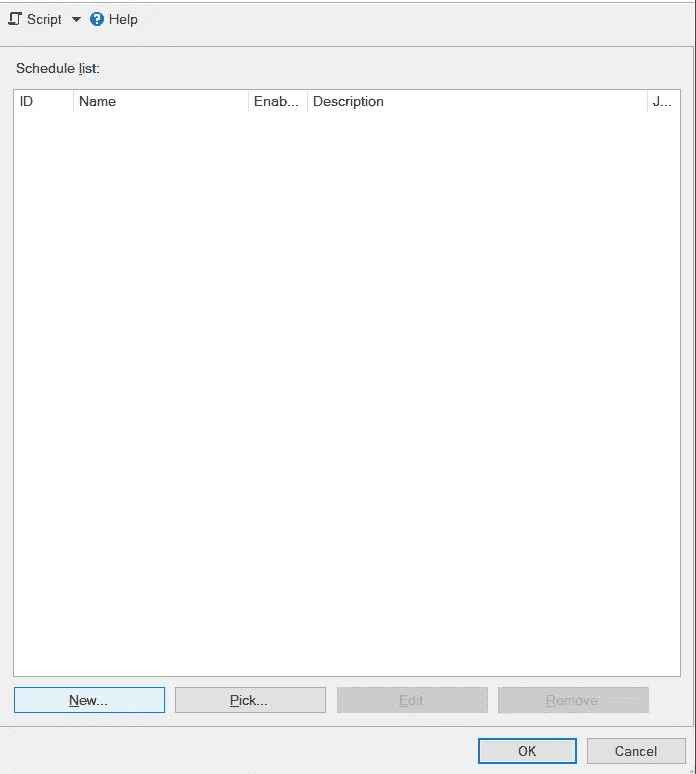 Script Help
Schedule list:
ID Name Enab... Description J...
New... Pick... Edit Remove
OK Cancel